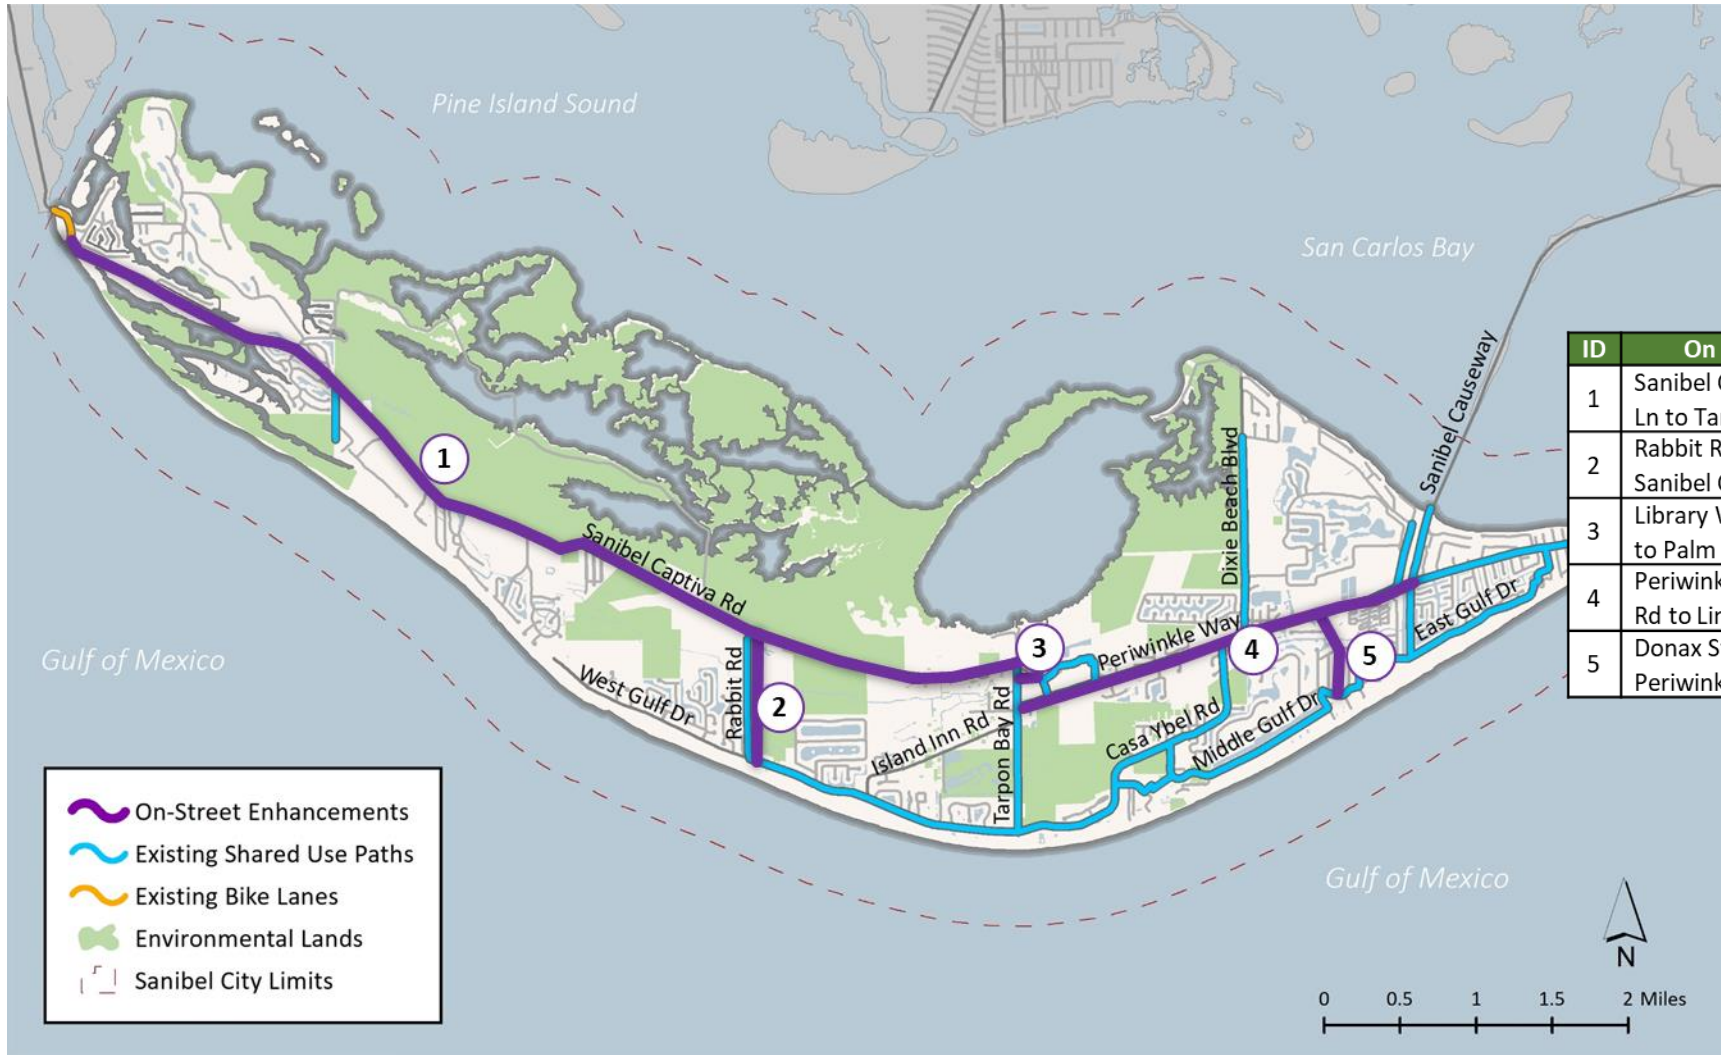 Pine Island Sound
San Carlos Bay
Sanibel Causeway
ID On
1 Sanibel
Ln to
2 Rabbit
Sanibel
3 Library
to Palm
4
Rd to
5 Donax
1
Dixie Beach Blvd
Sanibel Captiva Rd
East Gulf Dr
3
Periwinkle Way
4
5
Gulf of Mexico
Rabbit Rd
West Gulf Dr
2
Island Inn Rd
Tarpon Bay Rd
Casa Ybel Rd
Middle Gulf Dr
On-Street Enhancements
Existing Shared Use Paths
Existing Bike Lanes
Environmental Lands
Sanibel City Limits
Gulf of Mexico
N
0 0.5 1 1.5 2 Miles